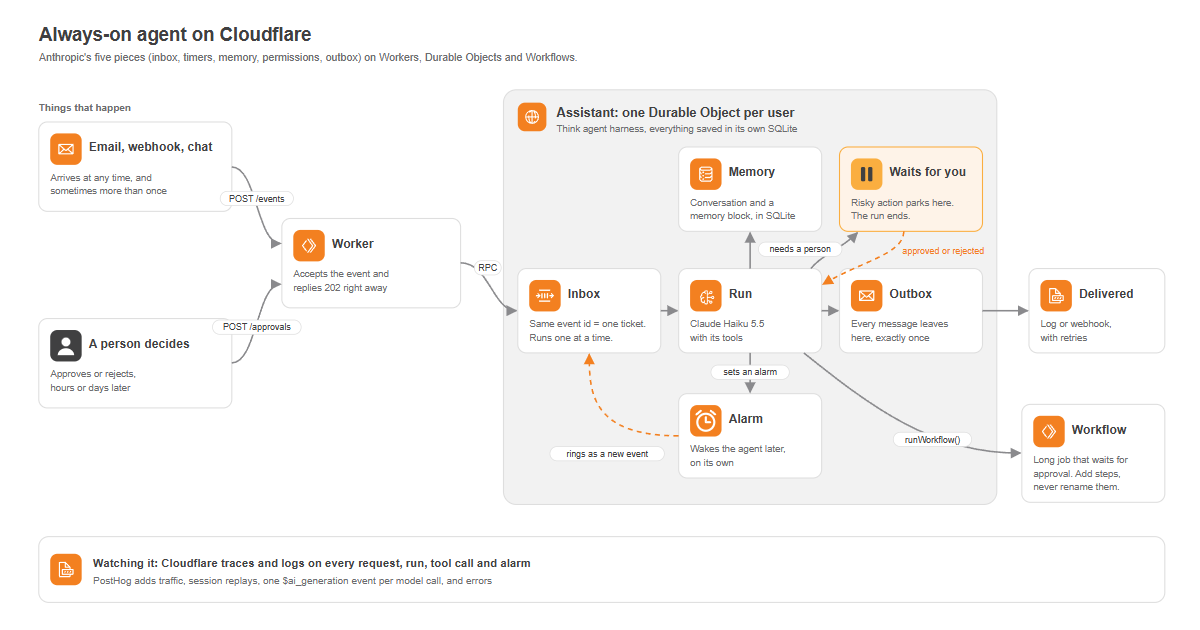 Always-on agent on Cloudflare
Anthropic's five pieces (inbox, timers, memory, permissions, outbox) on Workers, Durable Objects and Workflows.
Things that happen
Email, webhook, chat
Arrives at any time, and
sometimes more than once
POST /events
A person decides
Approves or rejects,
hours or days later
POST /approvals
Worker
Accepts the event and
replies 202 right away
RPC
Assistant: one Durable Object per user
Think agent harness, everything saved in its own SQLite
Memory
Conversation and a
memory block, in SQLite
Waits for you
Risky action parks here.
The run ends.
needs a person
approved or rejected
Inbox
Same event id = one ticket.
Runs one at a time.
Run
Claude Haiku 5.5
with its tools
Outbox
Every message leaves
here, exactly once
Delivered
Log or webhook,
with retries
sets an alarm
Alarm
Wakes the agent later,
on its own
rings as a new event
runWorkflow()
Workflow
Long job that waits for
approval. Add steps,
never rename them.
Watching it: Cloudflare traces and logs on every request, run, tool call and alarm
PostHog adds traffic, session replays, one $ai_generation event per model call, and errors